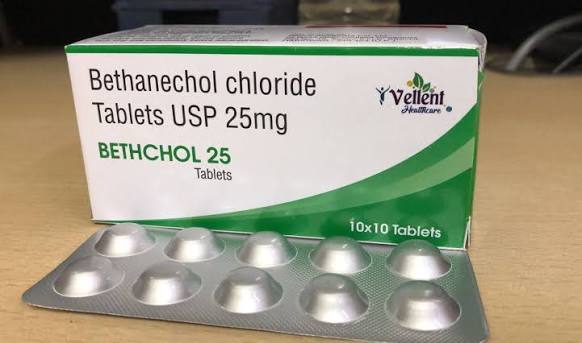 Bethanechol chloride
Tablets USP 25mg
BETHCHOL 25
Tablets
Vellent
Healthcare
10x10 Tablets